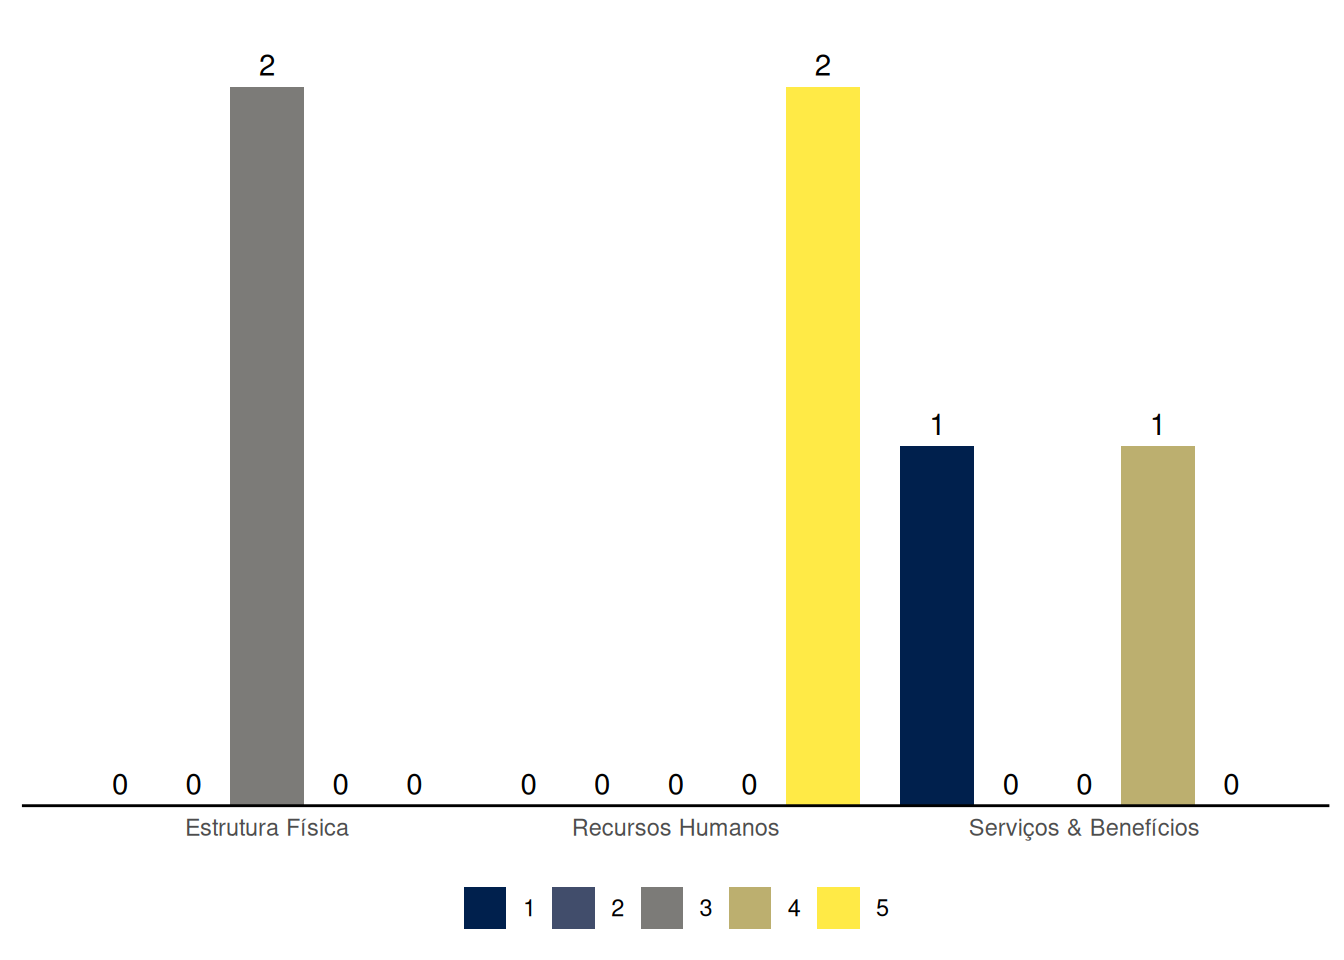 2 2
1 1
0 0 0 0 0 0 0 0 0 0 0
Estrutura Física Recursos Humanos Serviços & Benefícios
1 2 3 4 5